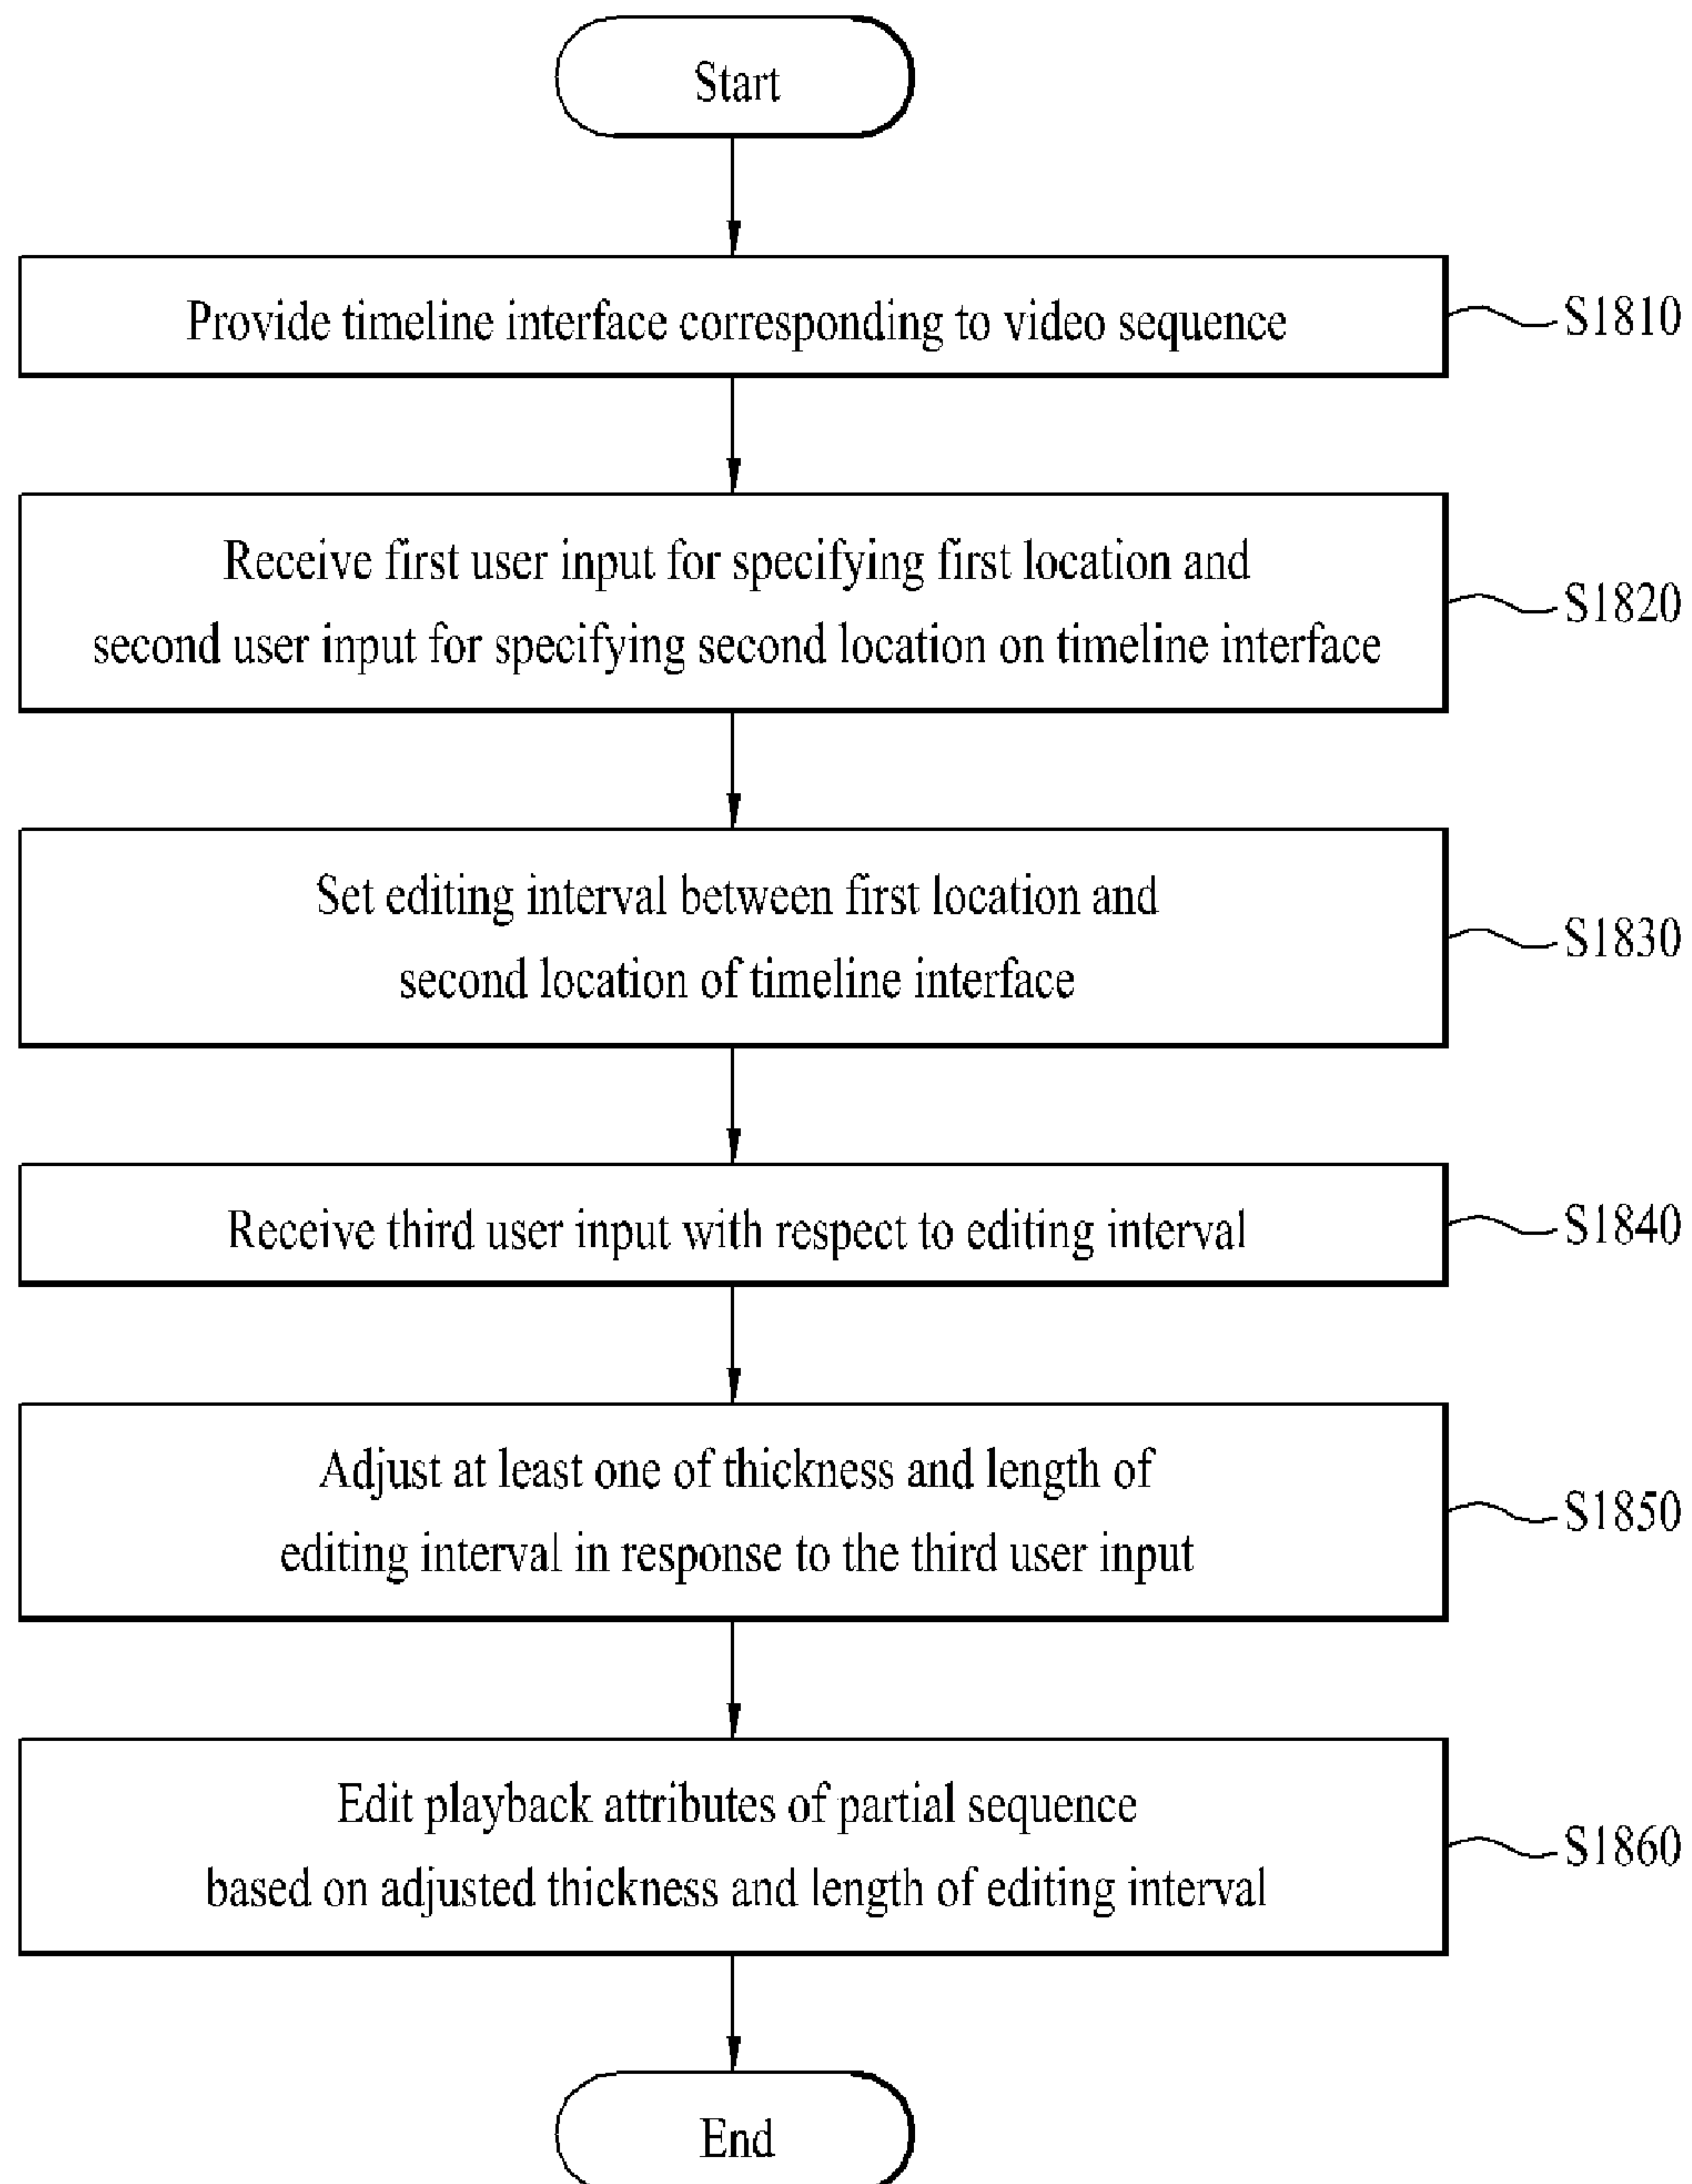 Start
Provide timeline interface corresponding to video sequence
S1810
Receive first user input for specifying first location and
second user input for specifying second location on timeline interface
S1820
Set editing interval between first location and
second location of timeline interface
S1830
Receive third user input with respect to editing interval
S1840
Adjust at least one of thickness and length of
editing interval in response to the third user input
S1850
Edit playback attributes of partial sequence
based on adjusted thickness and length of editing interval
S1860
End